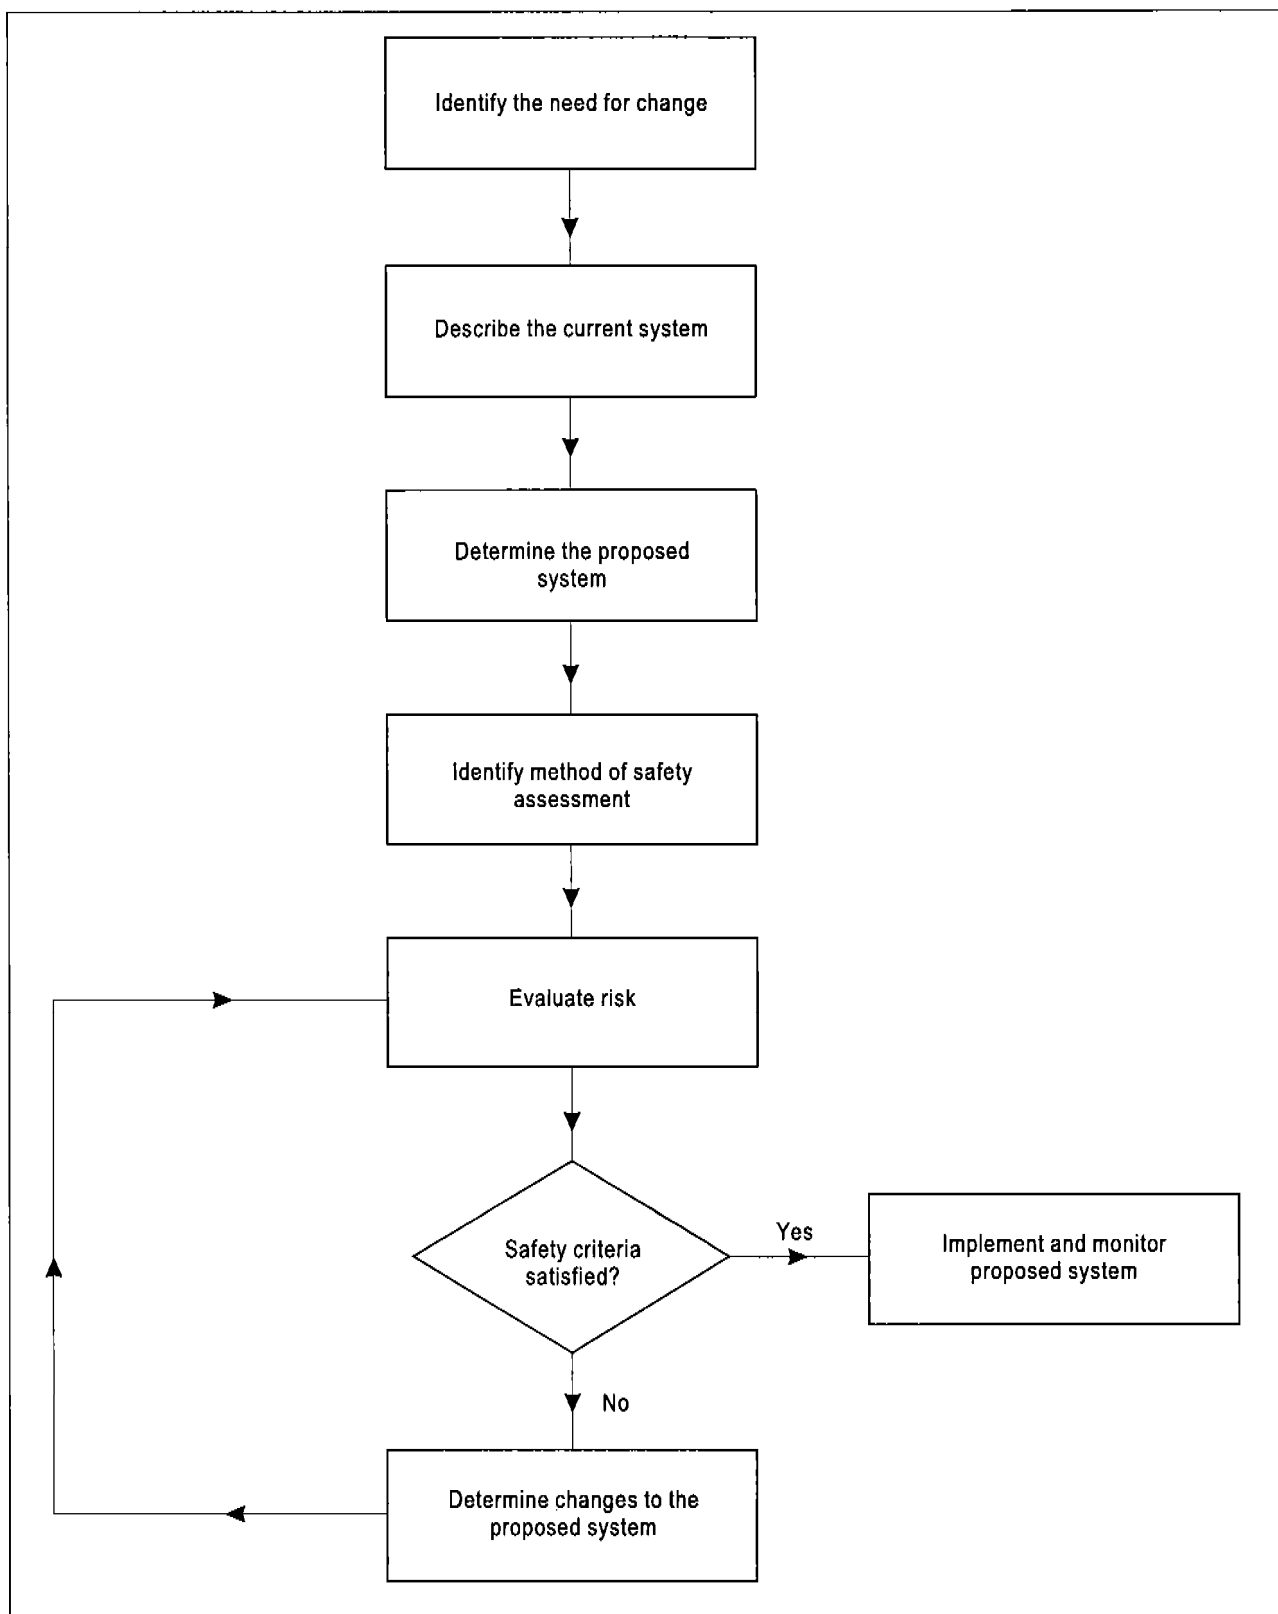 Identify the need for change
Describe the current system
Determine the proposed
system
Identify method of safety
assessment
Evaluate risk
Safety criteria
satisfied?
Yes
Implement and monitor
proposed system
No
Determine changes to the
proposed system